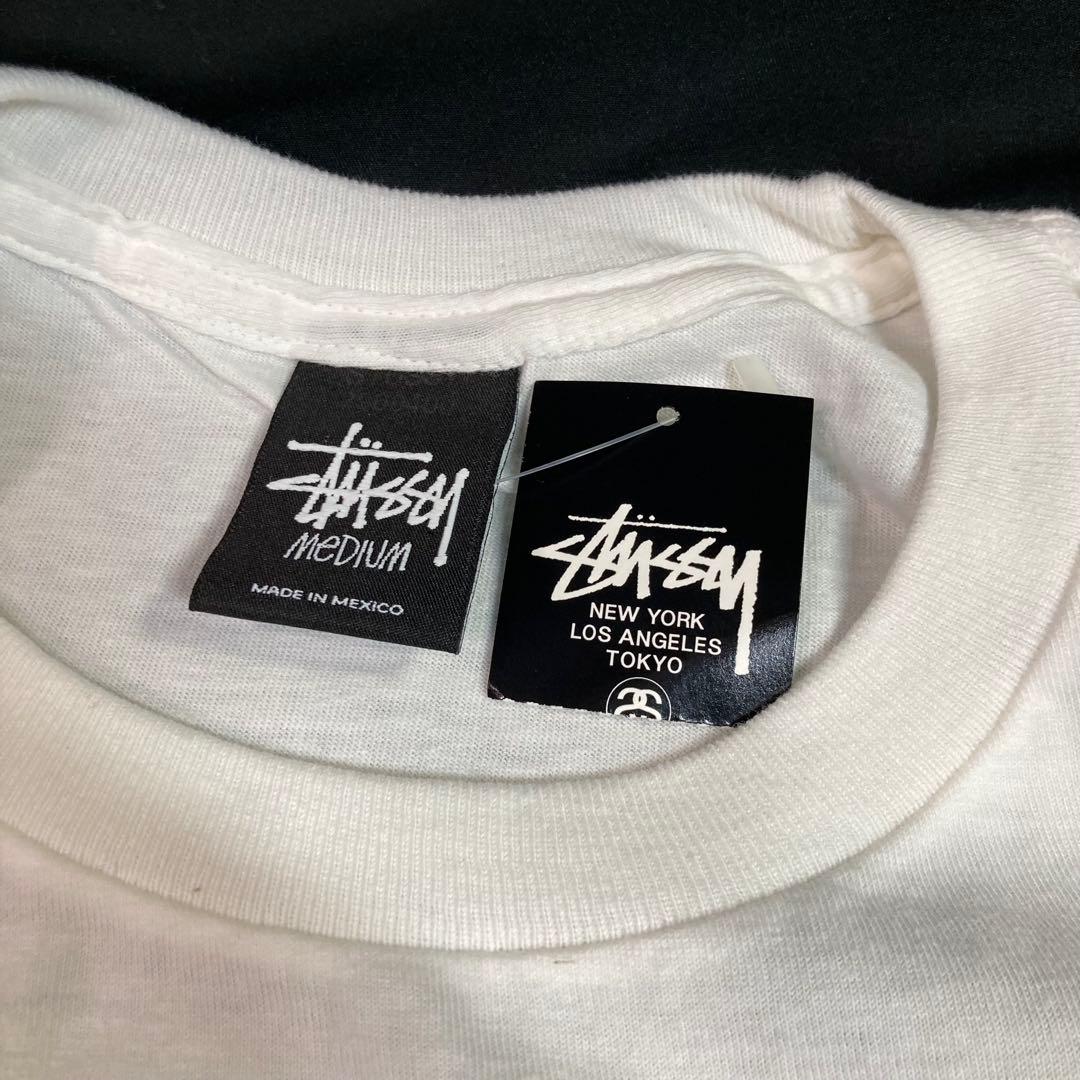 Stüssy
MEDIUM
MADE IN MEXICO
Stüssy
NEW YORK
LOS ANGELES
TOKYO